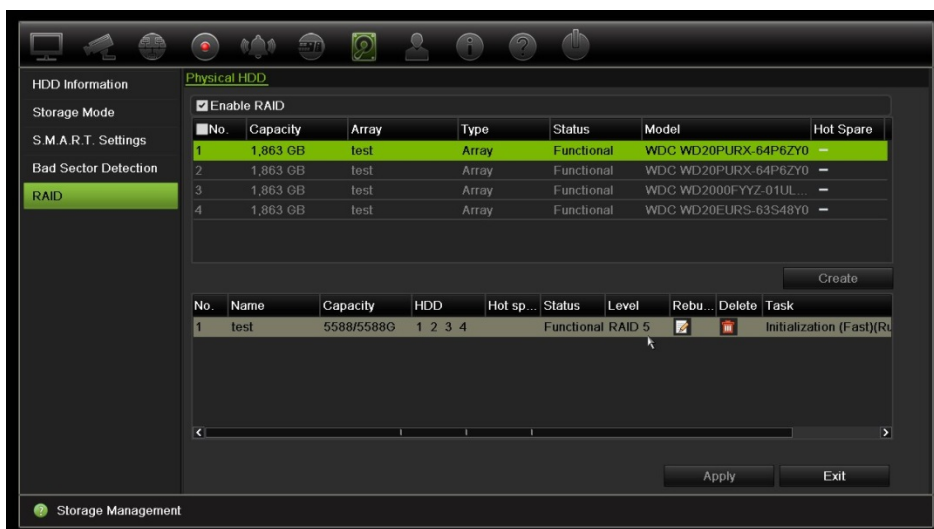 HDD Information
Storage Mode
S.M.A.R.T. Settings
Bad Sector Detection
RAID
Physical HDD
Enable RAID
No. Capacity Array Type Status Model Hot Spare
1 1,863 GB test Array Functional WDC WD20PURX-64P6ZY0 –
2 1,863 GB test Array Functional WDC WD20PURX-64P6ZY0 –
3 1,863 GB test Array Functional WDC WD2000FYYZ-01UL... –
4 1,863 GB test Array Functional WDC WD20EURS-63S48Y0 –
Create
No. Name Capacity HDD Hot sp... Status Level Rebu... Delete Task
1 test 5588/5588G 1 2 3 4 Functional RAID 5 Initialization (Fast)(Ru
Apply Exit
Storage Management